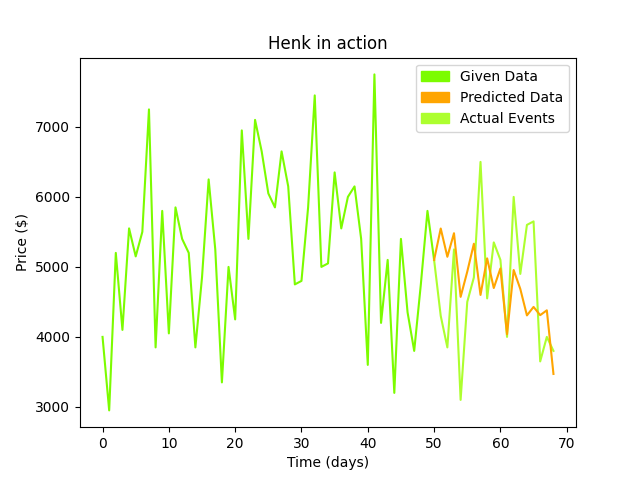 Henk in action
Given Data
Predicted Data
Actual Events
Price ($)
7000
6000
5000
4000
3000
0 10 20 30 40 50 60 70
Time (days)